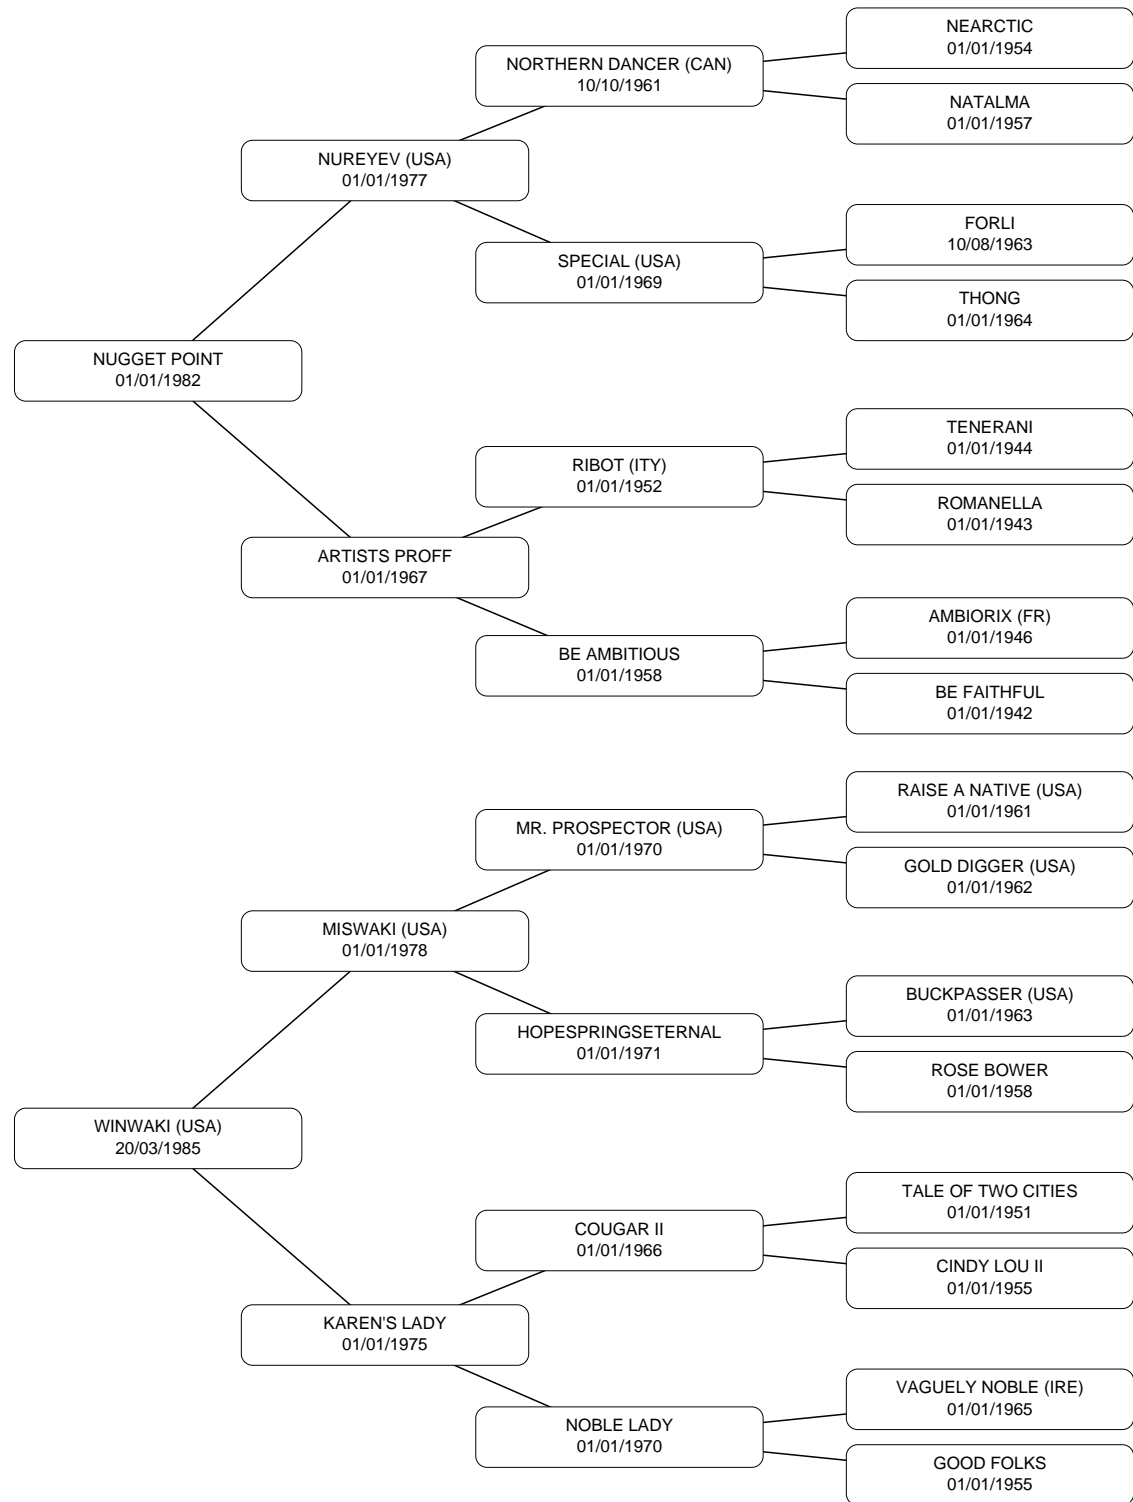 NEARCTIC
01/01/1954
NORTHERN DANCER (CAN)
10/10/1961
NATALMA
01/01/1957
NUREYEV (USA)
01/01/1977
FORLI
10/08/1963
SPECIAL (USA)
01/01/1969
THONG
01/01/1964
NUGGET POINT
01/01/1982
TENERANI
01/01/1944
RIBOT (ITY)
01/01/1952
ROMANELLA
01/01/1943
ARTISTS PROFF
01/01/1967
AMBIORIX (FR)
01/01/1946
BE AMBITIOUS
01/01/1958
BE FAITHFUL
01/01/1942
RAISE A NATIVE (USA)
01/01/1961
MR. PROSPECTOR (USA)
01/01/1970
GOLD DIGGER (USA)
01/01/1962
MISWAKI (USA)
01/01/1978
BUCKPASSER (USA)
01/01/1963
HOPESPRINGSETERNAL
01/01/1971
ROSE BOWER
01/01/1958
WINWAKI (USA)
20/03/1985
TALE OF TWO CITIES
01/01/1951
COUGAR II
01/01/1966
CINDY LOU II
01/01/1955
KAREN'S LADY
01/01/1975
VAGUELY NOBLE (IRE)
01/01/1965
NOBLE LADY
01/01/1970
GOOD FOLKS
01/01/1955